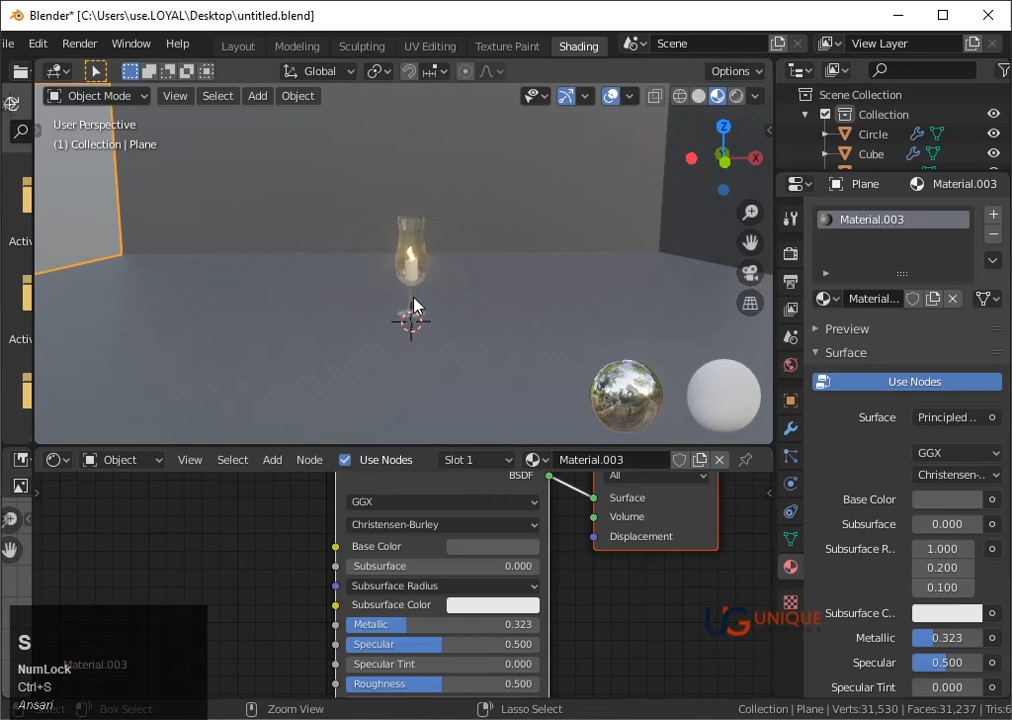 Blender* [C:\Users\use.LOYAL\Desktop\untitled.blend]
ile Edit Render Window Help Layout Modeling Sculpting UV Editing Texture Paint Shading Scene View Layer
Global Options
Object Mode View Select Add Object
User Perspective
(1) Collection | Plane
Z
X
Y
Activ
Activ
Scene Collection
Collection
Circle
Cube
Plane Material.003
Material.003
Materia...
Preview
Surface
Use Nodes
Surface Principled ..
GGX
Christensen-..
Base Color
Subsurface 0.000
Subsurface R.. 1.000
0.200
0.100
Subsurface C..
Metallic 0.323
Specular 0.500
Specular Tint 0.000
Object View Select Add Node Use Nodes Slot 1 Material.003
BSDF
GGX
Christensen-Burley
Base Color
Subsurface 0.000
Subsurface Radius
Subsurface Color
Metallic 0.323
Specular 0.500
Specular Tint 0.000
Roughness 0.500
All
Surface
Volume
Displacement
UG UNIQUE
S
Material.003
NumLock
Ctrl+S
Ansari
Select Box Select Zoom View Lasso Select Collection | Plane | Verts:31,530 | Faces:31,237 | Tris:6